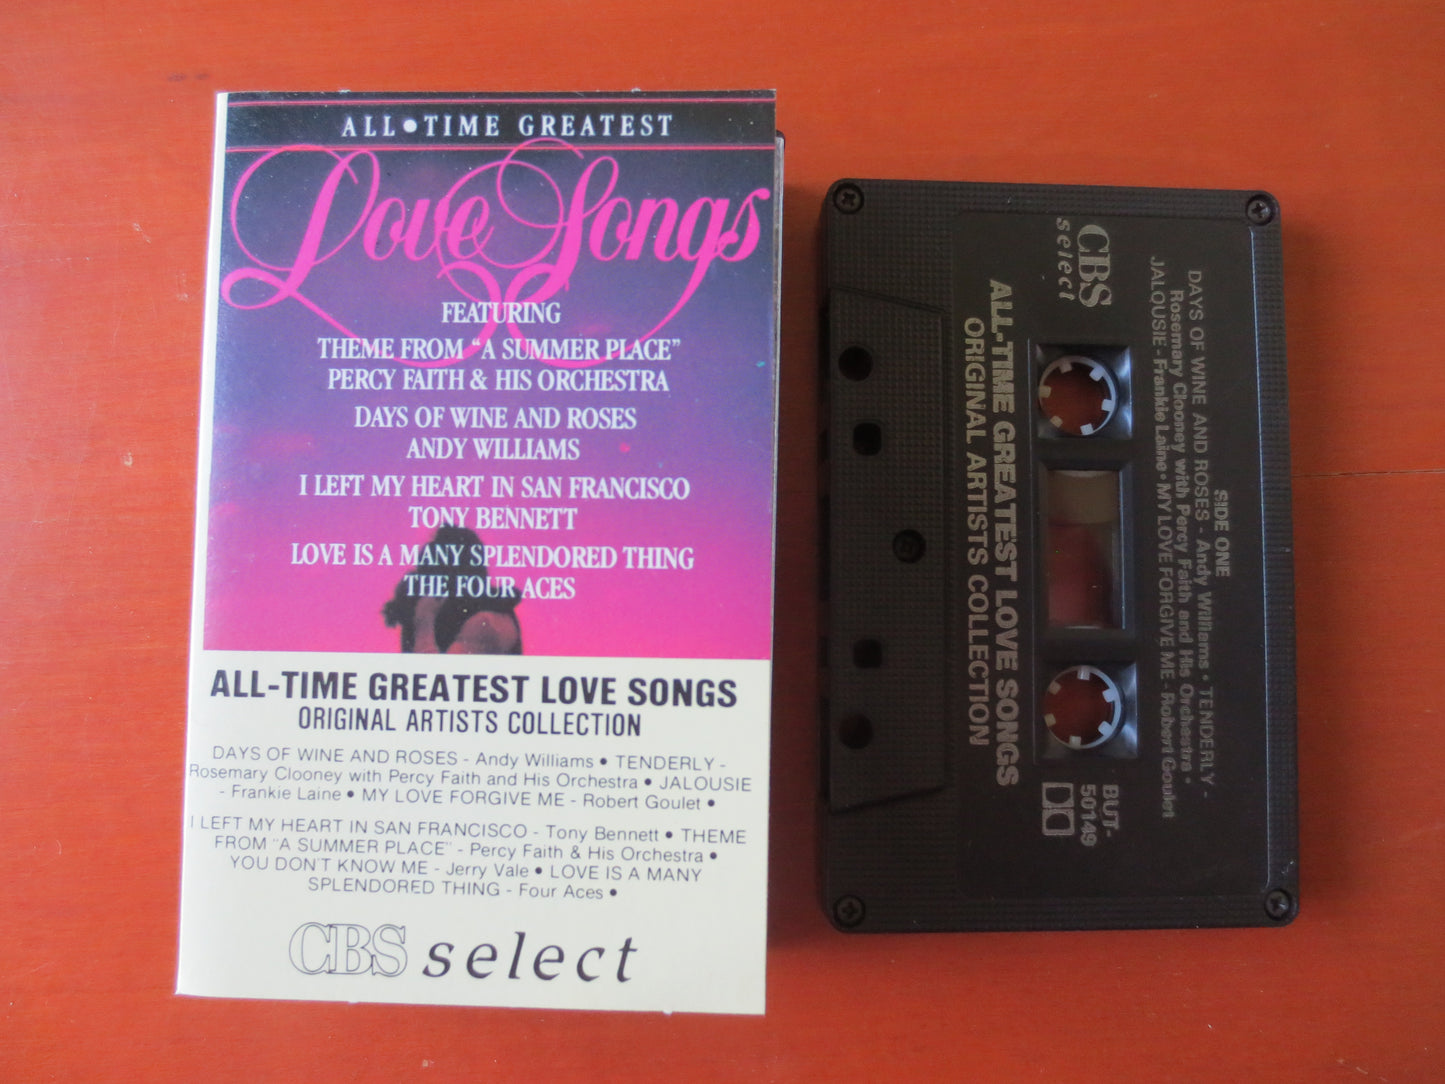 ALL•TIME GREATEST
Love Songs
FEATURING
THEME FROM “A SUMMER PLACE”
PERCY FAITH & HIS ORCHESTRA
DAYS OF WINE AND ROSES
ANDY WILLIAMS
I LEFT MY HEART IN SAN FRANCISCO
TONY BENNETT
LOVE IS A MANY SPLENDORED THING
THE FOUR ACES
ALL-TIME GREATEST LOVE SONGS
ORIGINAL ARTISTS COLLECTION
DAYS OF WINE AND ROSES - Andy Williams • TENDERLY -
Rosemary Clooney with Percy Faith and His Orchestra • JALOUSIE
- Frankie Laine • MY LOVE FORGIVE ME - Robert Goulet •
I LEFT MY HEART IN SAN FRANCISCO - Tony Bennett • THEME
FROM "A SUMMER PLACE" - Percy Faith & His Orchestra •
YOU DON'T KNOW ME - Jerry Vale • LOVE IS A MANY
SPLENDORED THING - Four Aces •
CBS select
CBS
select
SIDE ONE
DAYS OF WINE AND ROSES - Andy Williams • TENDERLY -
Rosemary Clooney with Percy Faith and His Orchestra •
JALOUSIE - Frankie Laine • MY LOVE FORGIVE ME - Robert Goulet
ALL-TIME GREATEST LOVE SONGS
ORIGINAL ARTISTS COLLECTION
BUT-
50149